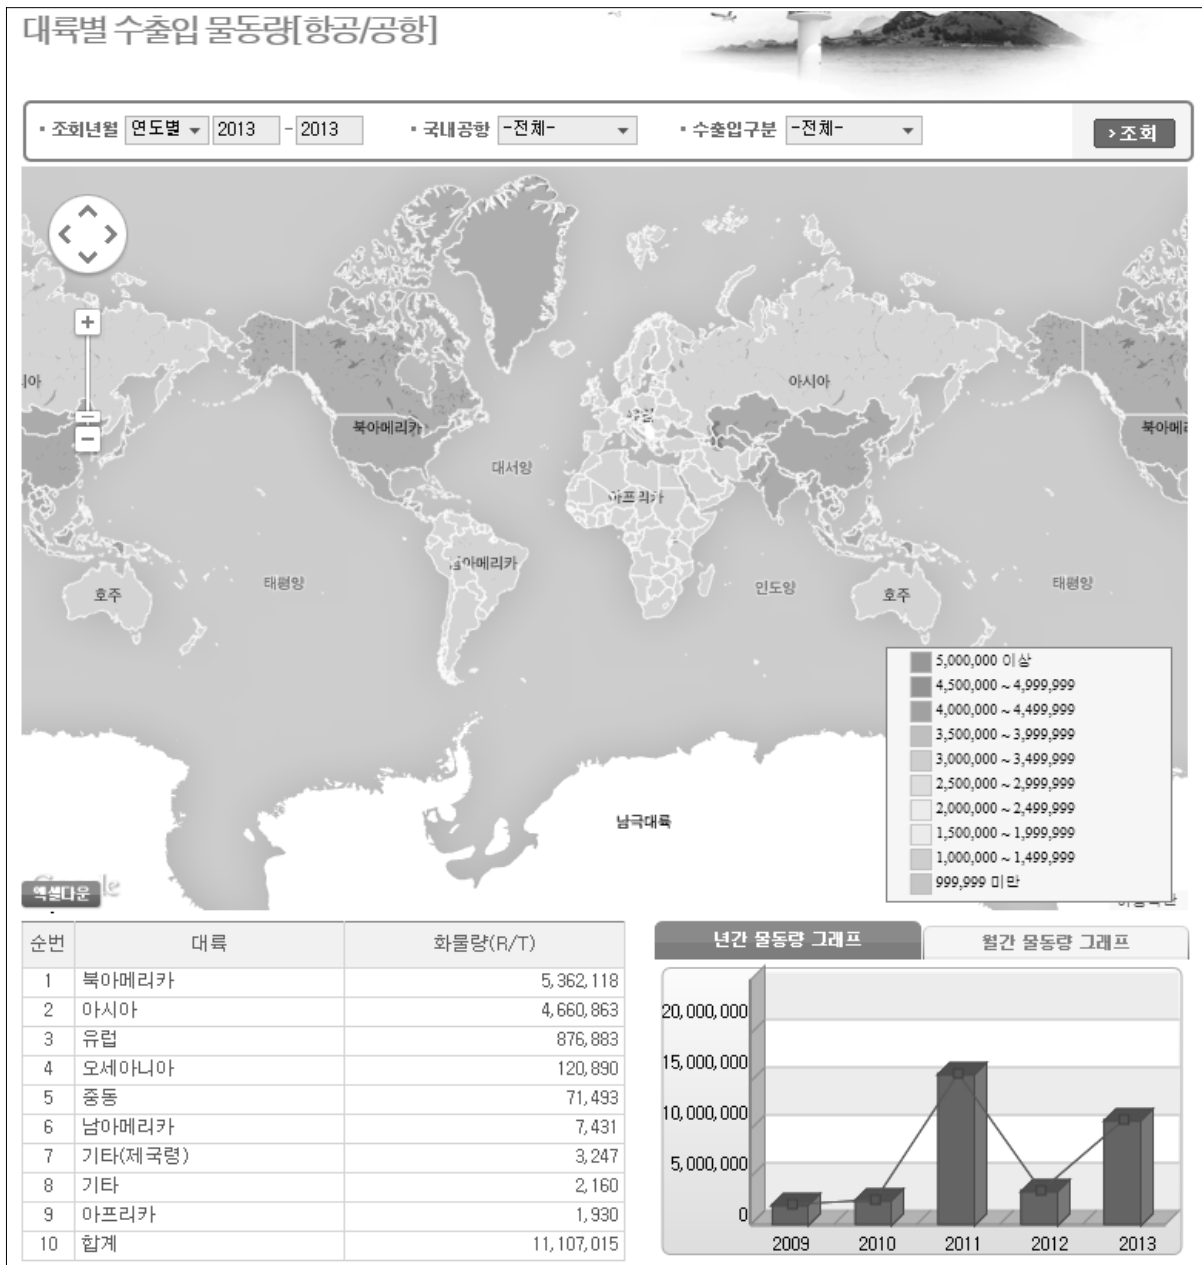 대륙별 수출입 물동량[항공/공항]
조회년월 연도별 2013 - 2013 국내공항 -전체- 수출입구분 -전체- 조회
시아
아시아
북아메리카
북아메리
대서양
아프리카
남아메리카
태평양
인도양
태평양
호주
호주
5,000,000 이상
4,500,000 ~ 4,999,999
4,000,000 ~ 4,499,999
3,500,000 ~ 3,999,999
3,000,000 ~ 3,499,999
2,500,000 ~ 2,999,999
2,000,000 ~ 2,499,999
1,500,000 ~ 1,999,999
1,000,000 ~ 1,499,999
999,999 미만
남극대륙
엑셀다운
순번 대륙 화물량(R/T)
1 북아메리카 5,362,118
2 아시아 4,660,863
3 유럽 876,883
4 오세아니아 120,890
5 중동 71,493
6 남아메리카 7,431
7 기타(제국령) 3,247
8 기타 2,160
9 아프리카 1,930
10 합계 11,107,015
년간 물동량 그래프 월간 물동량 그래프
20,000,000
15,000,000
10,000,000
5,000,000
0
2009 2010 2011 2012 2013